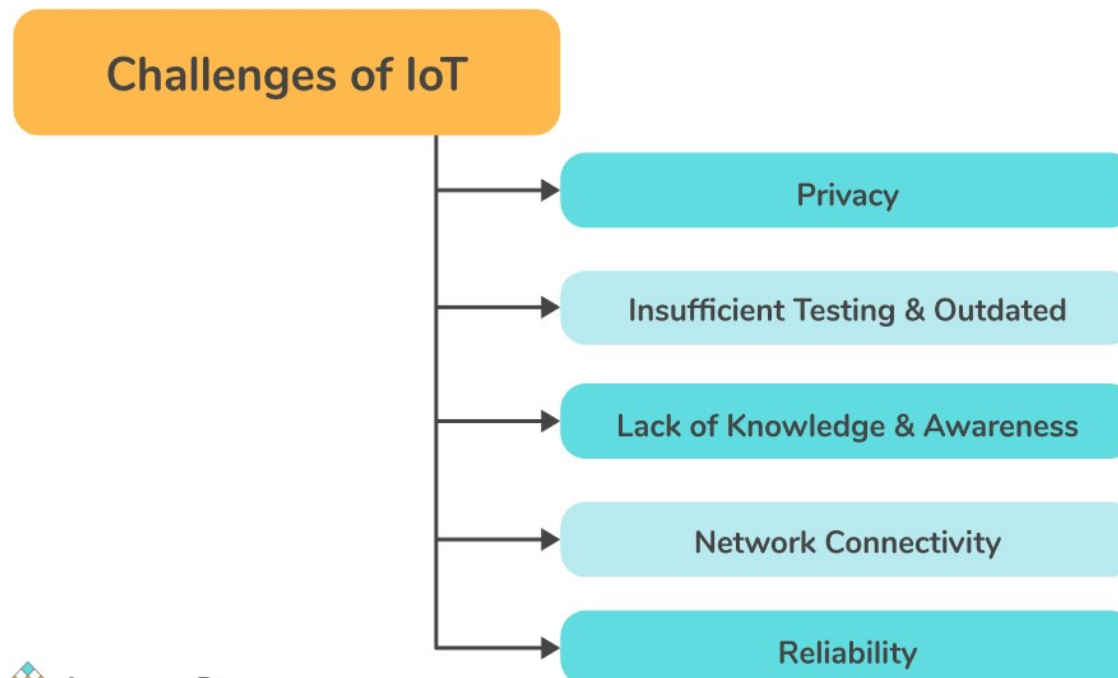 Challenges of IoT
Privacy
Insufficient Testing & Outdated
Lack of Knowledge & Awareness
Network Connectivity
Reliability